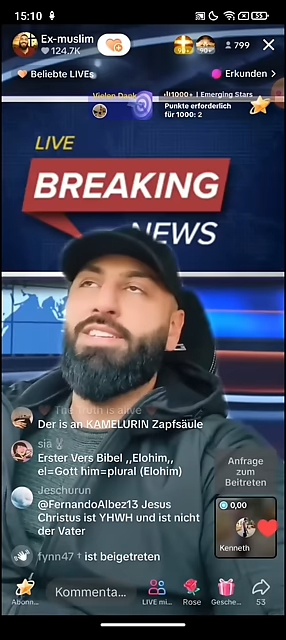 15:10
55
Ex-muslim
124.7K
90+
799
Beliebte LIVEs
Erkunden >
Vielen Dank
1000+ | Emerging Stars
Punkte erforderlich
für 1000: 2
LIVE
BREAKING
NEWS
The Truth is alive
Der is an KAMELURIN Zapfsäule
sia
Erster Vers Bibel ,,Elohim,,
el=Gott him=plural (Elohim)
Jeschurun
@FernandoAlbez13 Jesus
Christus ist YHWH und ist nicht
der Vater
fynn47 † ist beigetreten
Anfrage
zum
Beitreten
0,00
Kenneth
Kommenta...
Abonn...
LIVE mi...
Rose
Gesche...
53